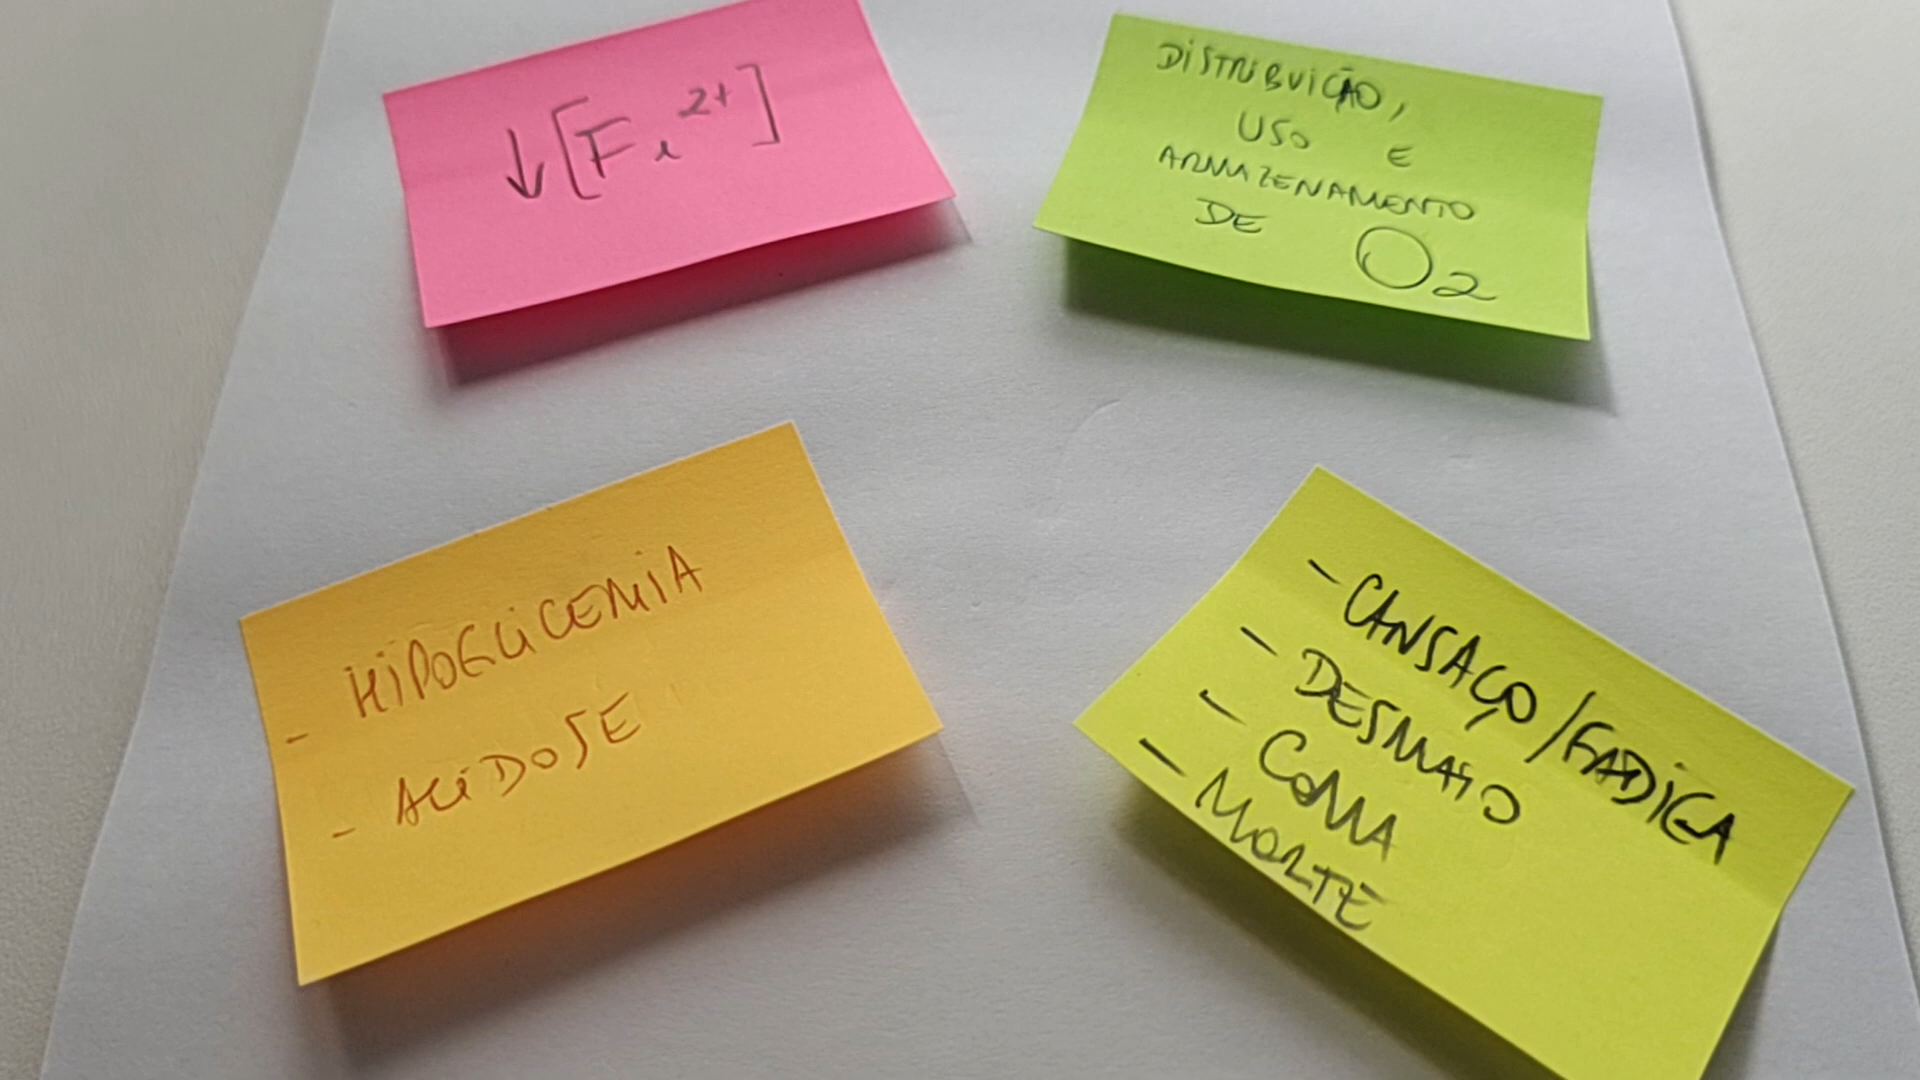 ↓[Fe²⁺]
DISTRIBUIÇÃO,
USO E
ARMAZENAMENTO
DE O₂
- HIPOGLICEMIA
- ACIDOSE
- CANSAÇO/FADIGA
- DESMAIO
- COMA
- MORTE